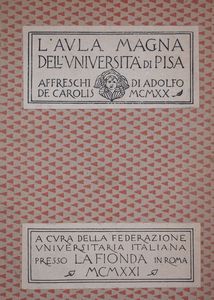 L'AVLA MAGNA
DELL'VNIVERSITA DI PISA
AFFRESCHI DI ADOLFO
DE CAROLIS MCMXX
A CVRA DELLA FEDERAZIONE
VNIVERSITARIA ITALIANA
PRESSO LA FIONDA IN ROMA
MCMXXI